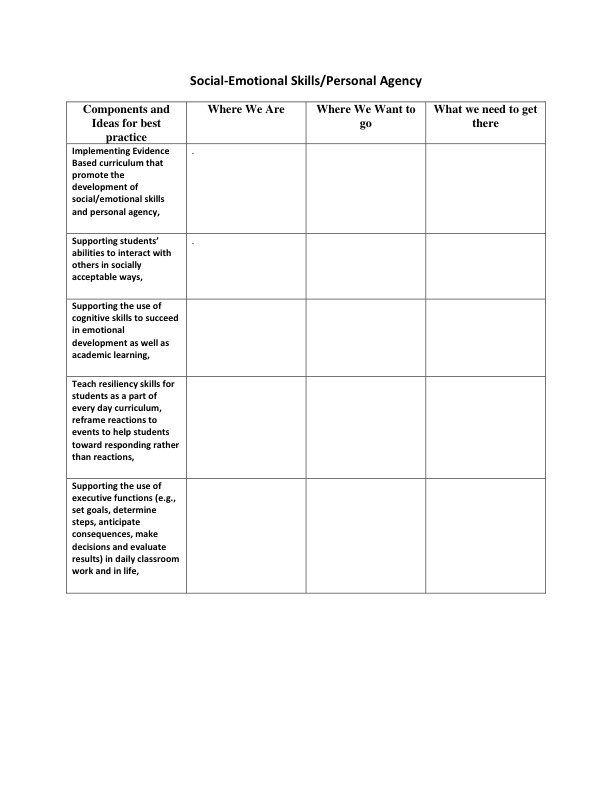 Social-Emotional Skills/Personal Agency
Components and
Ideas for best
practice
Where We Are
Where We Want to
go
What we need to get
there
Implementing Evidence
Based curriculum that
promote the
development of
social/emotional skills
and personal agency,
.
Supporting students’
abilities to interact with
others in socially
acceptable ways,
.
Supporting the use of
cognitive skills to succeed
in emotional
development as well as
academic learning,
Teach resiliency skills for
students as a part of
every day curriculum,
reframe reactions to
events to help students
toward responding rather
than reactions,
Supporting the use of
executive functions (e.g.,
set goals, determine
steps, anticipate
consequences, make
decisions and evaluate
results) in daily classroom
work and in life,